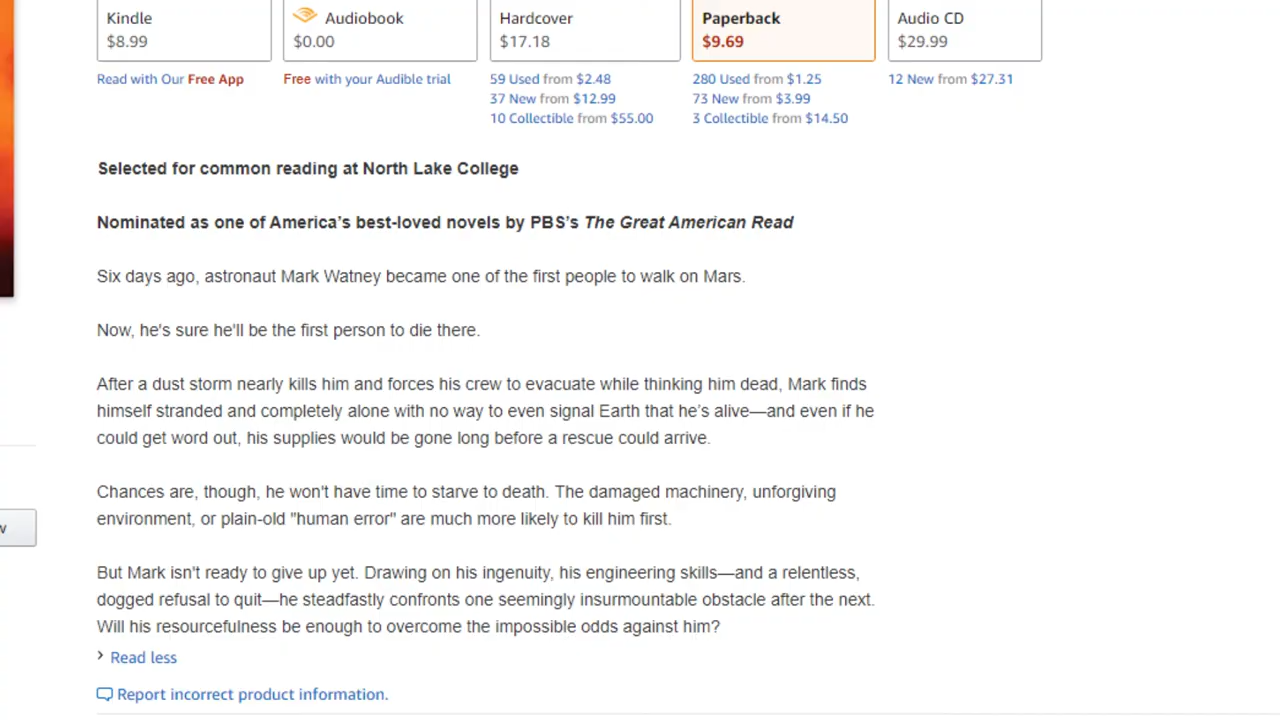 Kindle
$8.99
Audiobook
$0.00
Hardcover
$17.18
Paperback
$9.69
Audio CD
$29.99
Read with Our Free App
Free with your Audible trial
59 Used from $2.48
37 New from $12.99
10 Collectible from $55.00
280 Used from $1.25
73 New from $3.99
3 Collectible from $14.50
12 New from $27.31
Selected for common reading at North Lake College
Nominated as one of America’s best-loved novels by PBS’s The Great American Read
Six days ago, astronaut Mark Watney became one of the first people to walk on Mars.
Now, he's sure he'll be the first person to die there.
After a dust storm nearly kills him and forces his crew to evacuate while thinking him dead, Mark finds
himself stranded and completely alone with no way to even signal Earth that he’s alive—and even if he
could get word out, his supplies would be gone long before a rescue could arrive.
Chances are, though, he won't have time to starve to death. The damaged machinery, unforgiving
environment, or plain-old "human error" are much more likely to kill him first.
But Mark isn't ready to give up yet. Drawing on his ingenuity, his engineering skills—and a relentless,
dogged refusal to quit—he steadfastly confronts one seemingly insurmountable obstacle after the next.
Will his resourcefulness be enough to overcome the impossible odds against him?
Read less
Report incorrect product information.